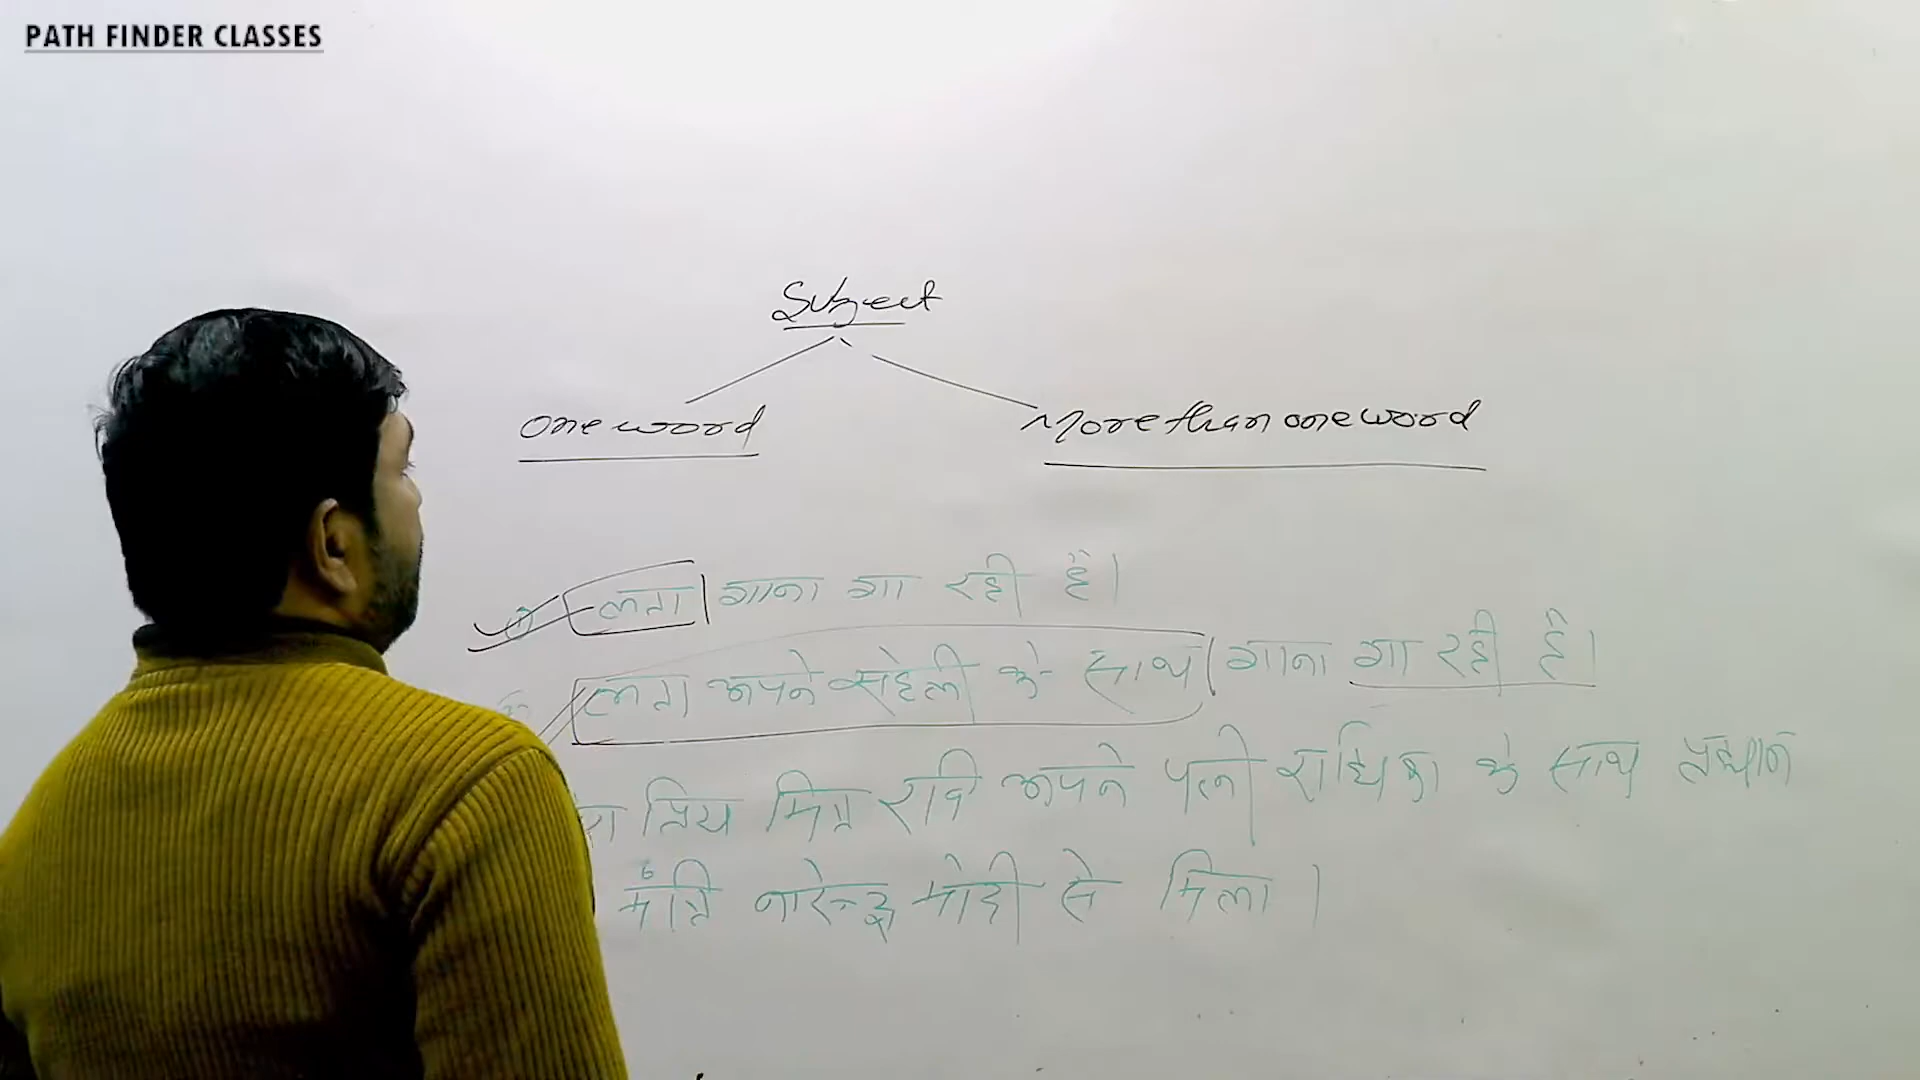 PATH FINDER CLASSES
Subject
one word
More than one word
लता | गाना गा रही है।
लता अपने सहेली के साथ | गाना गा रही है।
प्रिय मित्र रवि अपने पत्नी राधिका के साथ प्रधान
मंत्रि नारेन्द्र मोदी से मिला ।